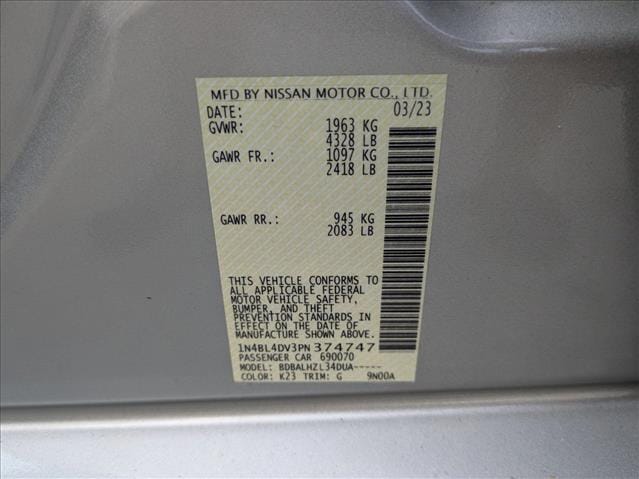 MFD BY NISSAN MOTOR CO., LTD.
DATE: 03/23
GVWR: 1963 KG
4328 LB
GAWR FR.: 1097 KG
2418 LB
GAWR RR.: 945 KG
2083 LB
THIS VEHICLE CONFORMS TO
ALL APPLICABLE FEDERAL
MOTOR VEHICLE SAFETY,
BUMPER, AND THEFT
PREVENTION STANDARDS IN
EFFECT ON THE DATE OF
MANUFACTURE SHOWN ABOVE.
1N4BL4DV3PN374747
PASSENGER CAR 690070
MODEL: BDBALHZL34DUA-----
COLOR: K23 TRIM: G 9N00A